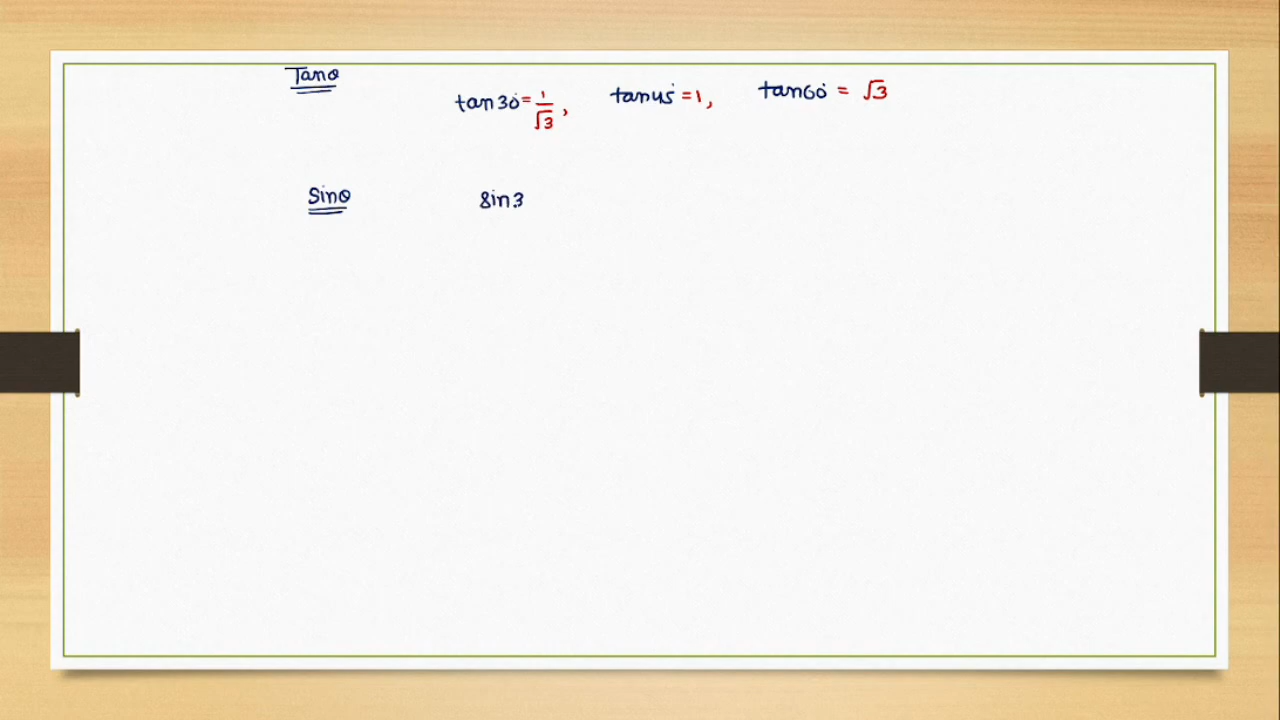 Tanθ
tan30° = 1/√3, tan45° = 1, tan60° = √3
Sinθ sin3